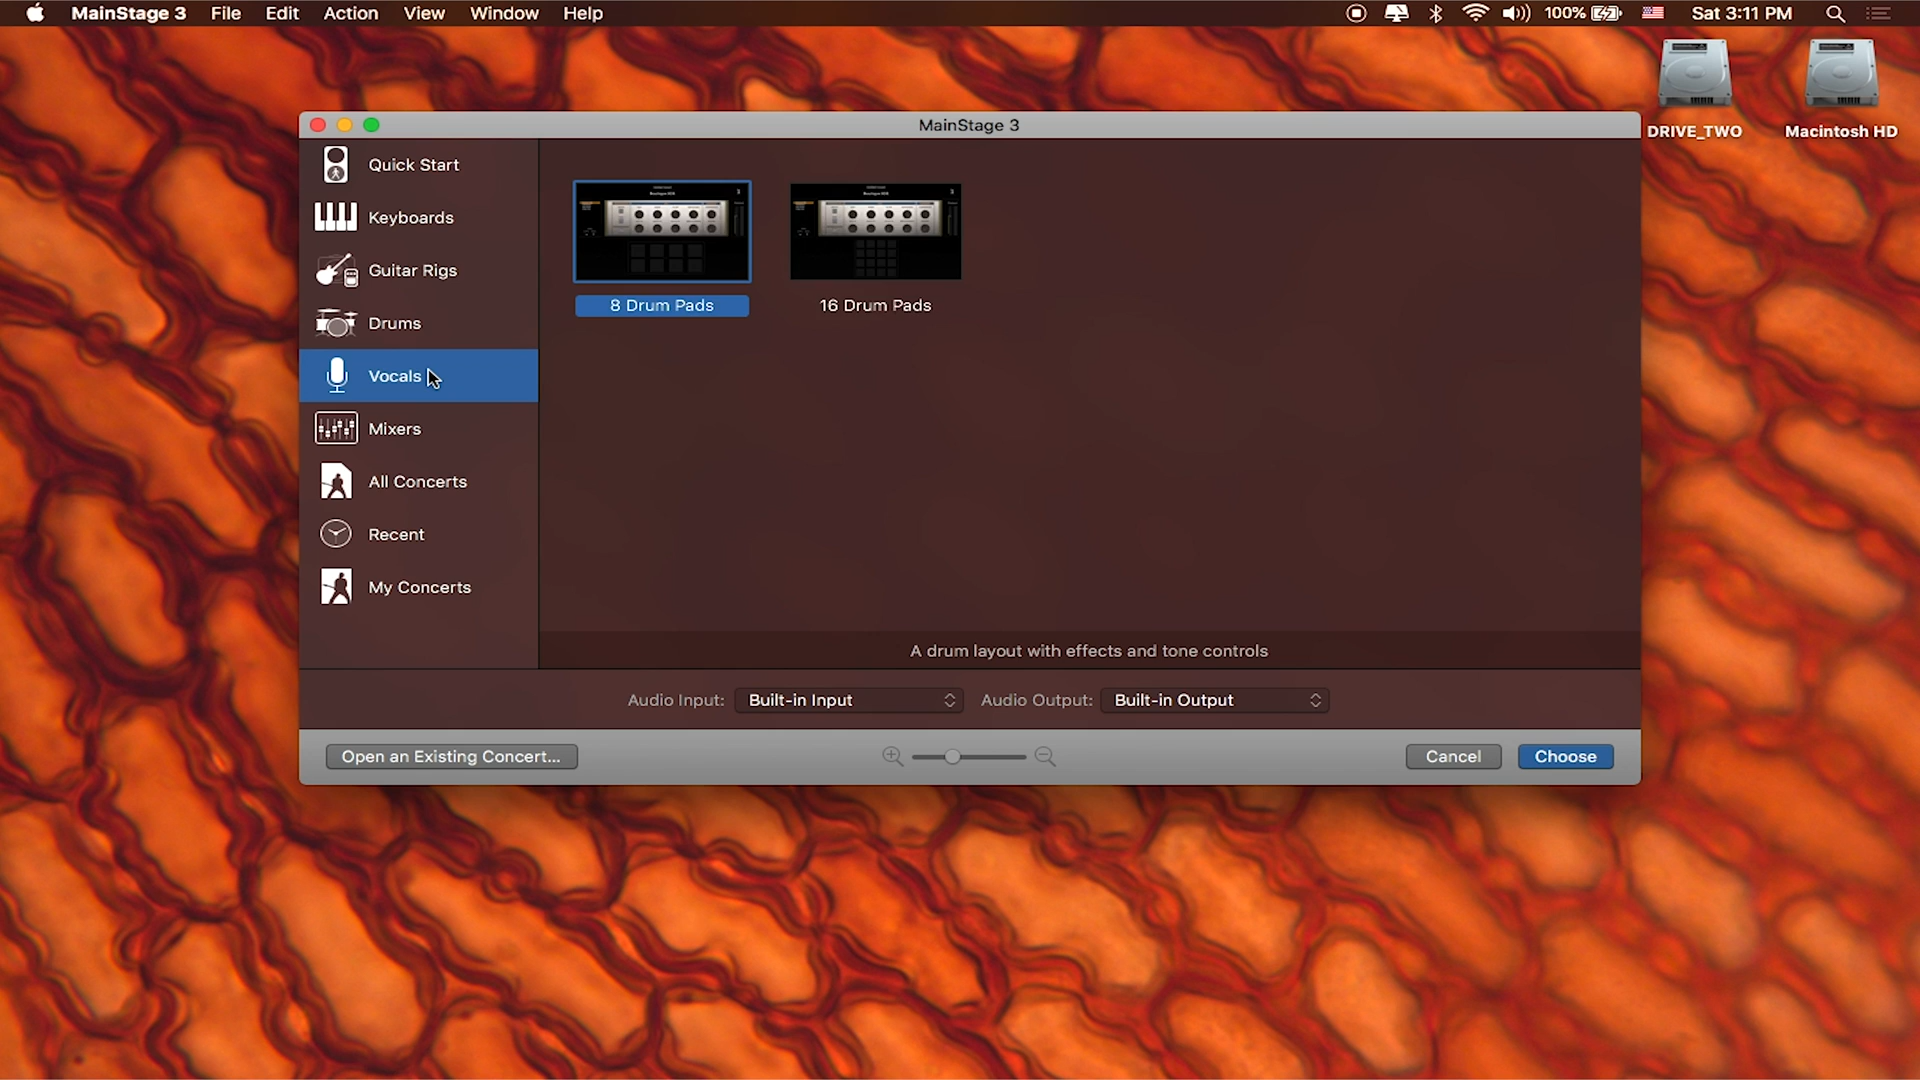 MainStage 3 File Edit Action View Window Help 100% Sat 3:11 PM
DRIVE_TWO Macintosh HD
MainStage 3
Quick Start
Keyboards
Guitar Rigs
Drums
Vocals
Mixers
All Concerts
Recent
My Concerts
8 Drum Pads 16 Drum Pads
A drum layout with effects and tone controls
Audio Input: Built-in Input Audio Output: Built-in Output
Open an Existing Concert... Cancel Choose